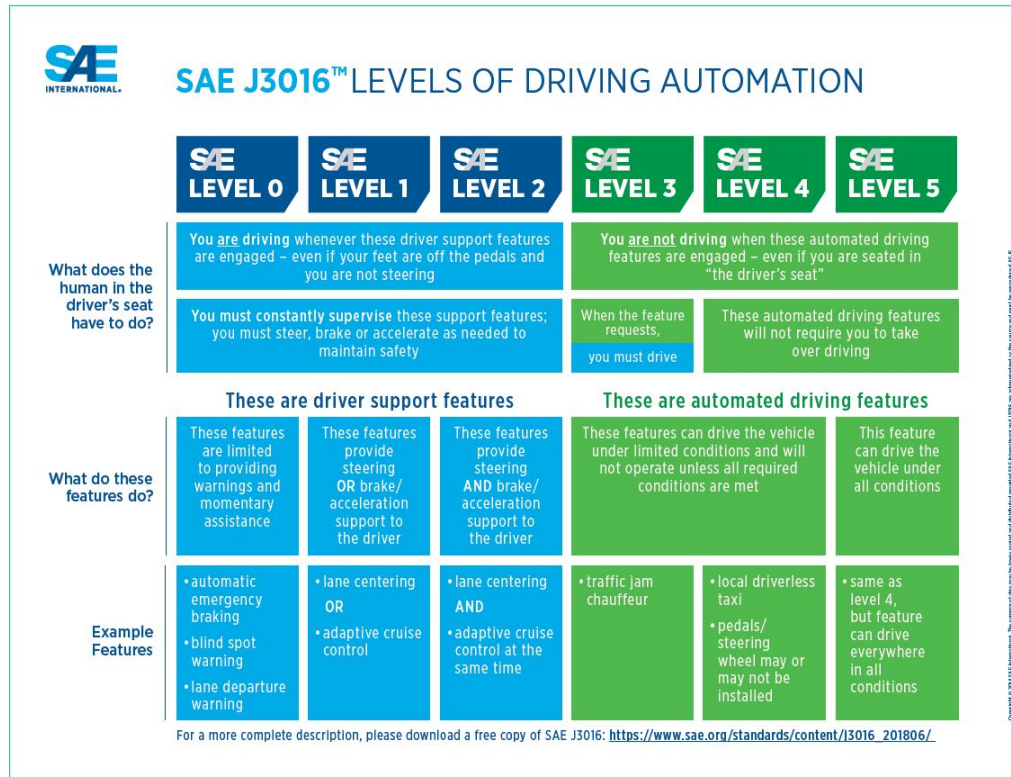 SAE
INTERNATIONAL®
SAE J3016™ LEVELS OF DRIVING AUTOMATION
SAE
LEVEL 0
SAE
LEVEL 1
SAE
LEVEL 2
SAE
LEVEL 3
SAE
LEVEL 4
SAE
LEVEL 5
What does the
human in the
driver's seat
have to do?
You are driving whenever these driver support features
are engaged – even if your feet are off the pedals and
you are not steering
You are not driving when these automated driving
features are engaged – even if you are seated in
“the driver's seat”
You must constantly supervise these support features;
you must steer, brake or accelerate as needed to
maintain safety
When the feature
requests,
you must drive
These automated driving features
will not require you to take
over driving
These are driver support features
These are automated driving features
What do these
features do?
These features
are limited
to providing
warnings and
momentary
assistance
These features
provide
steering
OR brake/
acceleration
support to
the driver
These features
provide
steering
AND brake/
acceleration
support to
the driver
These features can drive the vehicle
under limited conditions and will
not operate unless all required
conditions are met
This feature
can drive the
vehicle under
all conditions
Example
Features
• automatic
emergency
braking
• blind spot
warning
• lane departure
warning
• lane centering
OR
• adaptive cruise
control
• lane centering
AND
• adaptive cruise
control at the
same time
• traffic jam
chauffeur
• local driverless
taxi
• pedals/
steering
wheel may or
may not be
installed
• same as
level 4,
but feature
can drive
everywhere
in all
conditions
For a more complete description, please download a free copy of SAE J3016: https://www.sae.org/standards/content/J3016_201806/